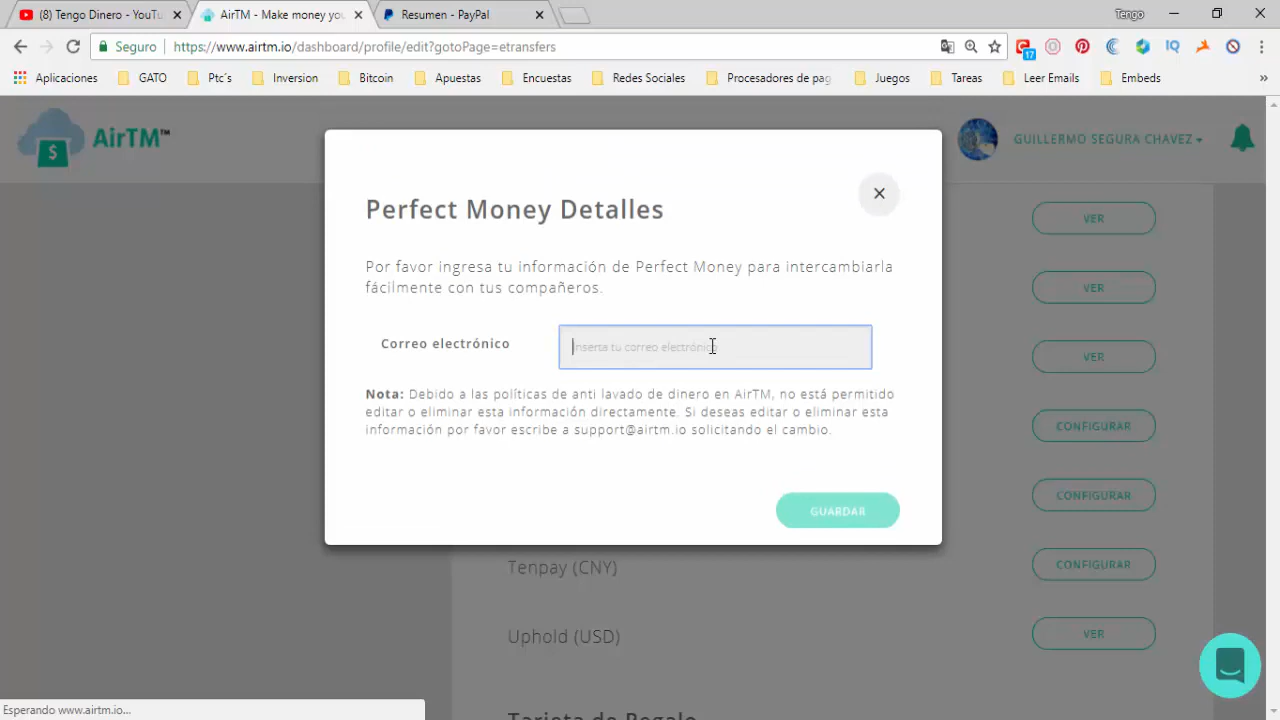 (8) Tengo Dinero - YouTu
AirTM - Make money you
Resumen - PayPal
Tengo
Seguro
https://www.airtm.io/dashboard/profile/edit?gotoPage=etransfers
17
IQ
Aplicaciones
GATO
Ptc´s
Inversion
Bitcoin
Apuestas
Encuestas
Redes Sociales
Procesadores de pag
Juegos
Tareas
Leer Emails
Embeds
»
$
AirTM™
GUILLERMO SEGURA CHAVEZ
Perfect Money Detalles
VER
Por favor ingresa tu información de Perfect Money para intercambiarla
fácilmente con tus compañeros.
VER
Correo electrónico
Inserta tu correo electrónico
VER
Nota: Debido a las políticas de anti lavado de dinero en AirTM, no está permitido
editar o eliminar esta información directamente. Si deseas editar o eliminar esta
información por favor escribe a support@airtm.io solicitando el cambio.
CONFIGURAR
CONFIGURAR
GUARDAR
Tenpay (CNY)
CONFIGURAR
Uphold (USD)
VER
Tarjeta de Regalo
Esperando www.airtm.io...